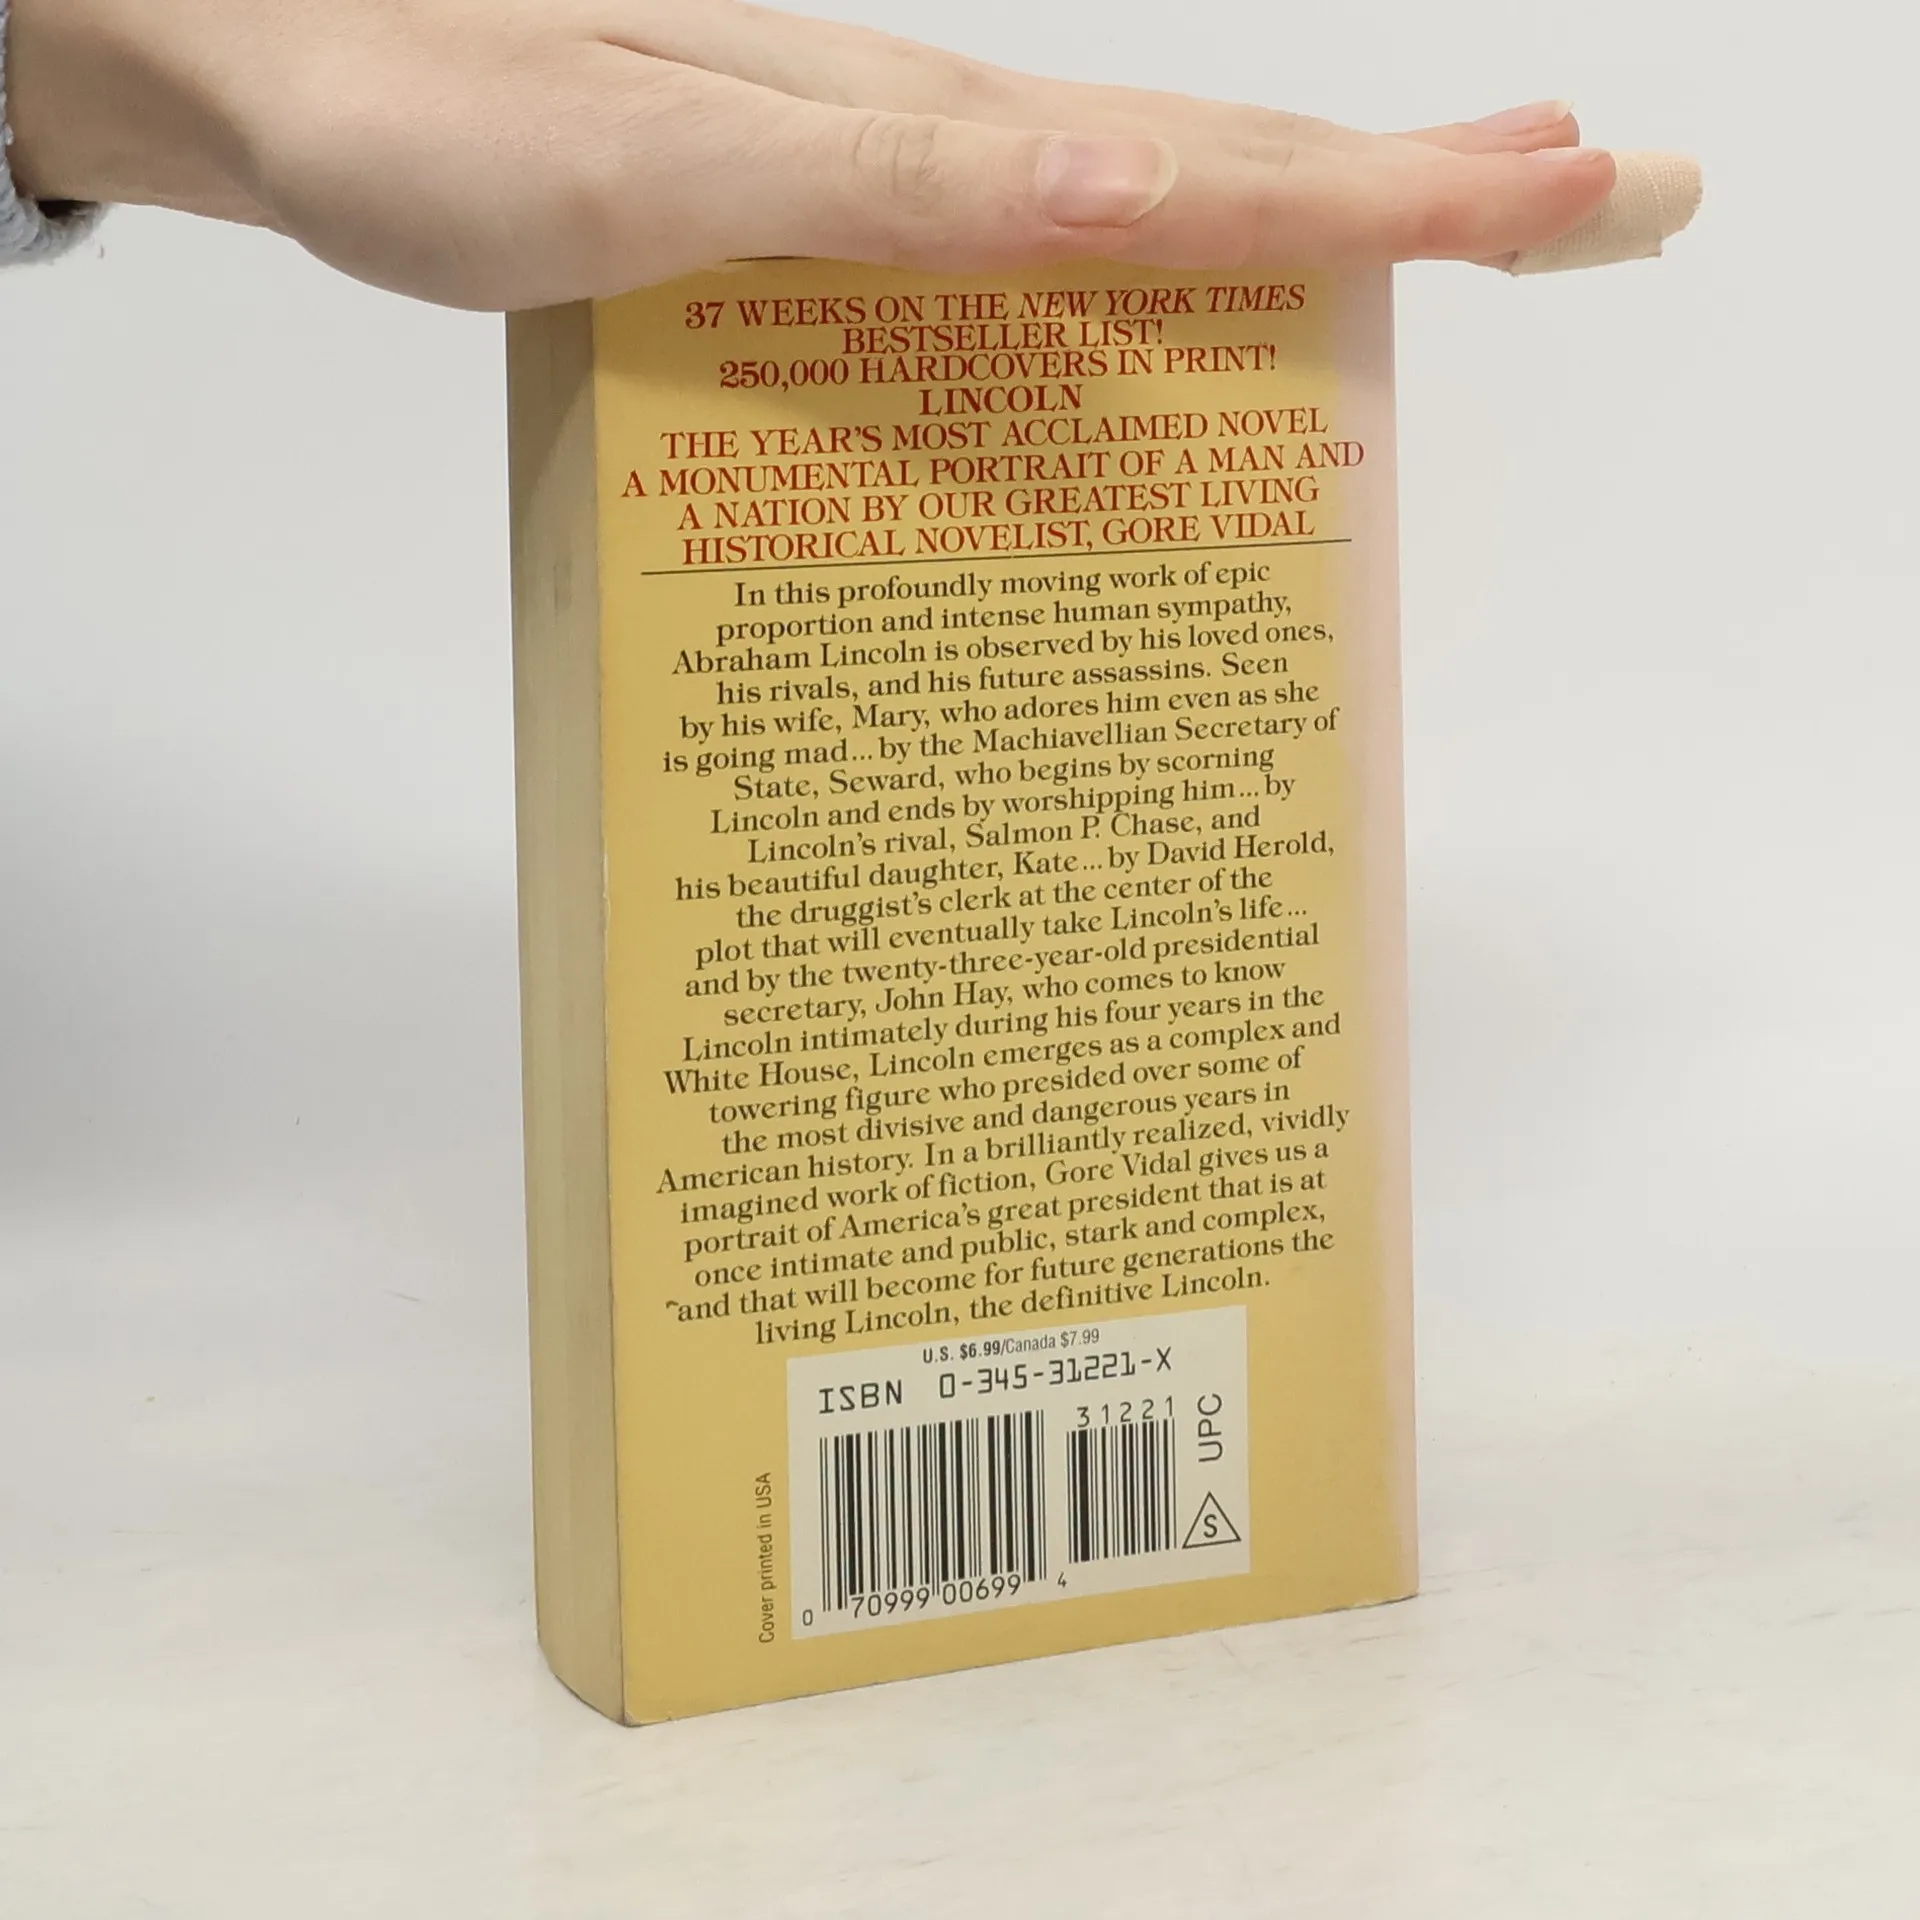 37 WEEKS ON THE NEW YORK TIMES
BESTSELLER LIST!
250,000 HARDCOVERS IN PRINT!
LINCOLN
THE YEAR'S MOST ACCLAIMED NOVEL
A MONUMENTAL PORTRAIT OF A MAN AND
A NATION BY OUR GREATEST LIVING
HISTORICAL NOVELIST, GORE VIDAL
In this profoundly moving work of epic
proportion and intense human sympathy,
Abraham Lincoln is observed by his loved ones,
his rivals, and his future assassins. Seen
by his wife, Mary, who adores him even as she
is going mad...by the Machiavellian Secretary of
State, Seward, who begins by scorning
Lincoln and ends by worshipping him...by
Lincoln's rival, Salmon P. Chase, and
his beautiful daughter, Kate...by David Herold,
the druggist's clerk at the center of the
plot that will eventually take Lincoln's life...
and by the twenty-three-year-old presidential
secretary, John Hay, who comes to know
Lincoln intimately during his four years in the
White House, Lincoln emerges as a complex and
towering figure who presided over some of
the most divisive and dangerous years in
American history. In a brilliantly realized, vividly
imagined work of fiction, Gore Vidal gives us a
portrait of America's great president that is at
once intimate and public, stark and complex,
and that will become for future generations the
living Lincoln, the definitive Lincoln.
U.S. $6.99/Canada $7.99
ISBN 0-345-31221-X
31221
UPC
S
0 70999 00699 4
Cover printed in USA